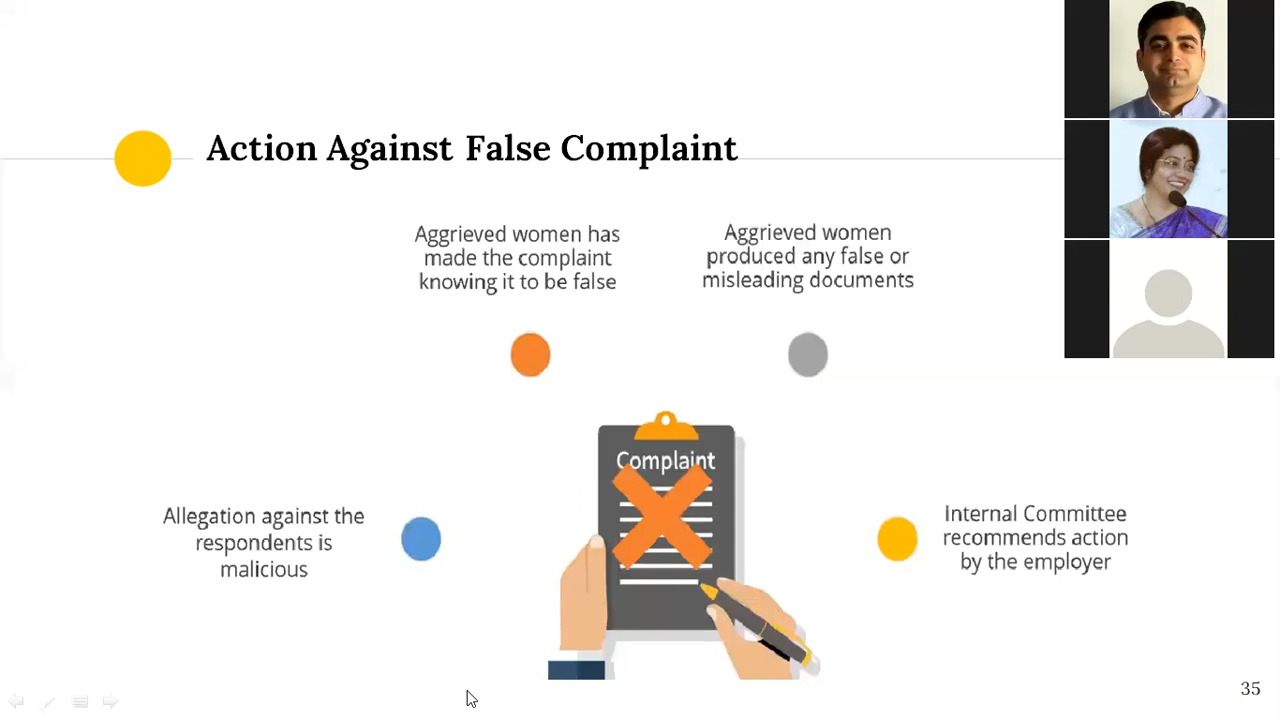 Action Against False Complaint
Aggrieved women has
made the complaint
knowing it to be false
Aggrieved women
produced any false or
misleading documents
Complaint
Allegation against the
respondents is
malicious
Internal Committee
recommends action
by the employer
35